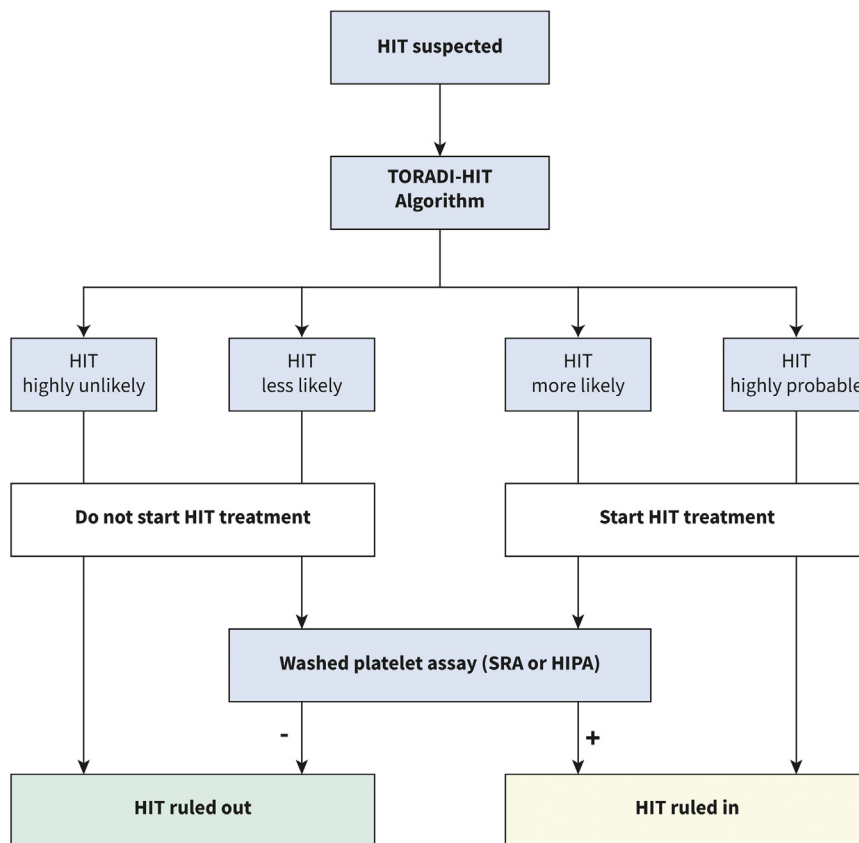 HIT suspected
TORADI-HIT
Algorithm
HIT
highly unlikely
HIT
less likely
HIT
more likely
HIT
highly probable
Do not start HIT treatment
Start HIT treatment
Washed platelet assay (SRA or HIPA)
-
+
HIT ruled out
HIT ruled in